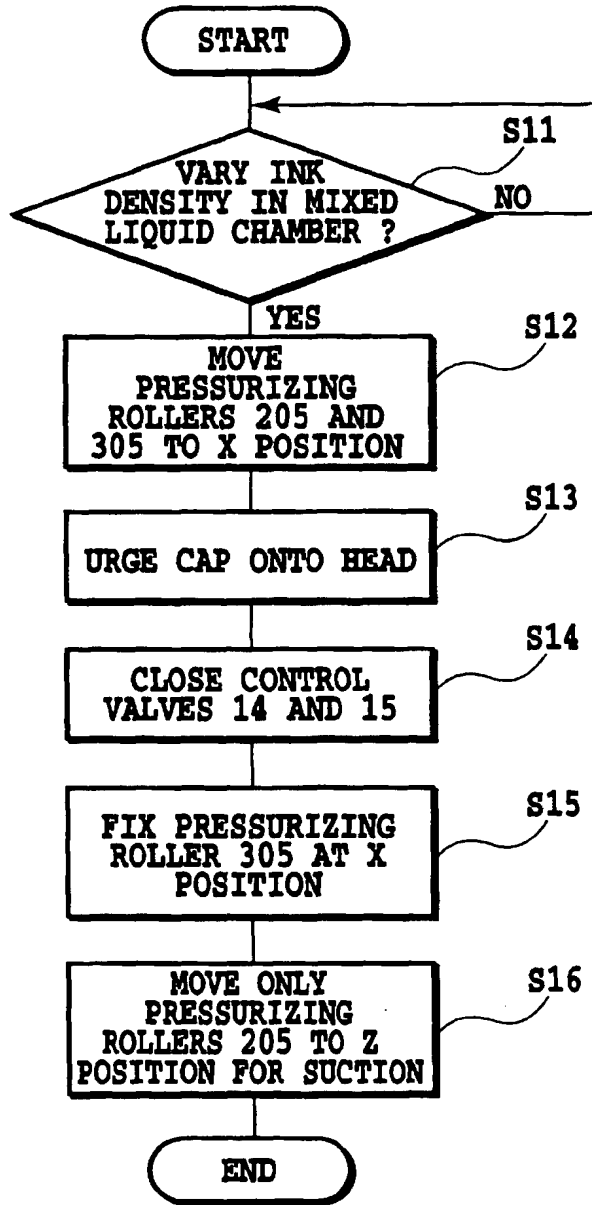 START
S11
VARY INK
DENSITY IN MIXED
LIQUID CHAMBER ?
NO
YES
S12
MOVE
PRESSURIZING
ROLLERS 205 AND
305 TO X POSITION
S13
URGE CAP ONTO HEAD
S14
CLOSE CONTROL
VALVES 14 AND 15
S15
FIX PRESSURIZING
ROLLER 305 AT X
POSITION
S16
MOVE ONLY
PRESSURIZING
ROLLERS 205 TO Z
POSITION FOR SUCTION
END